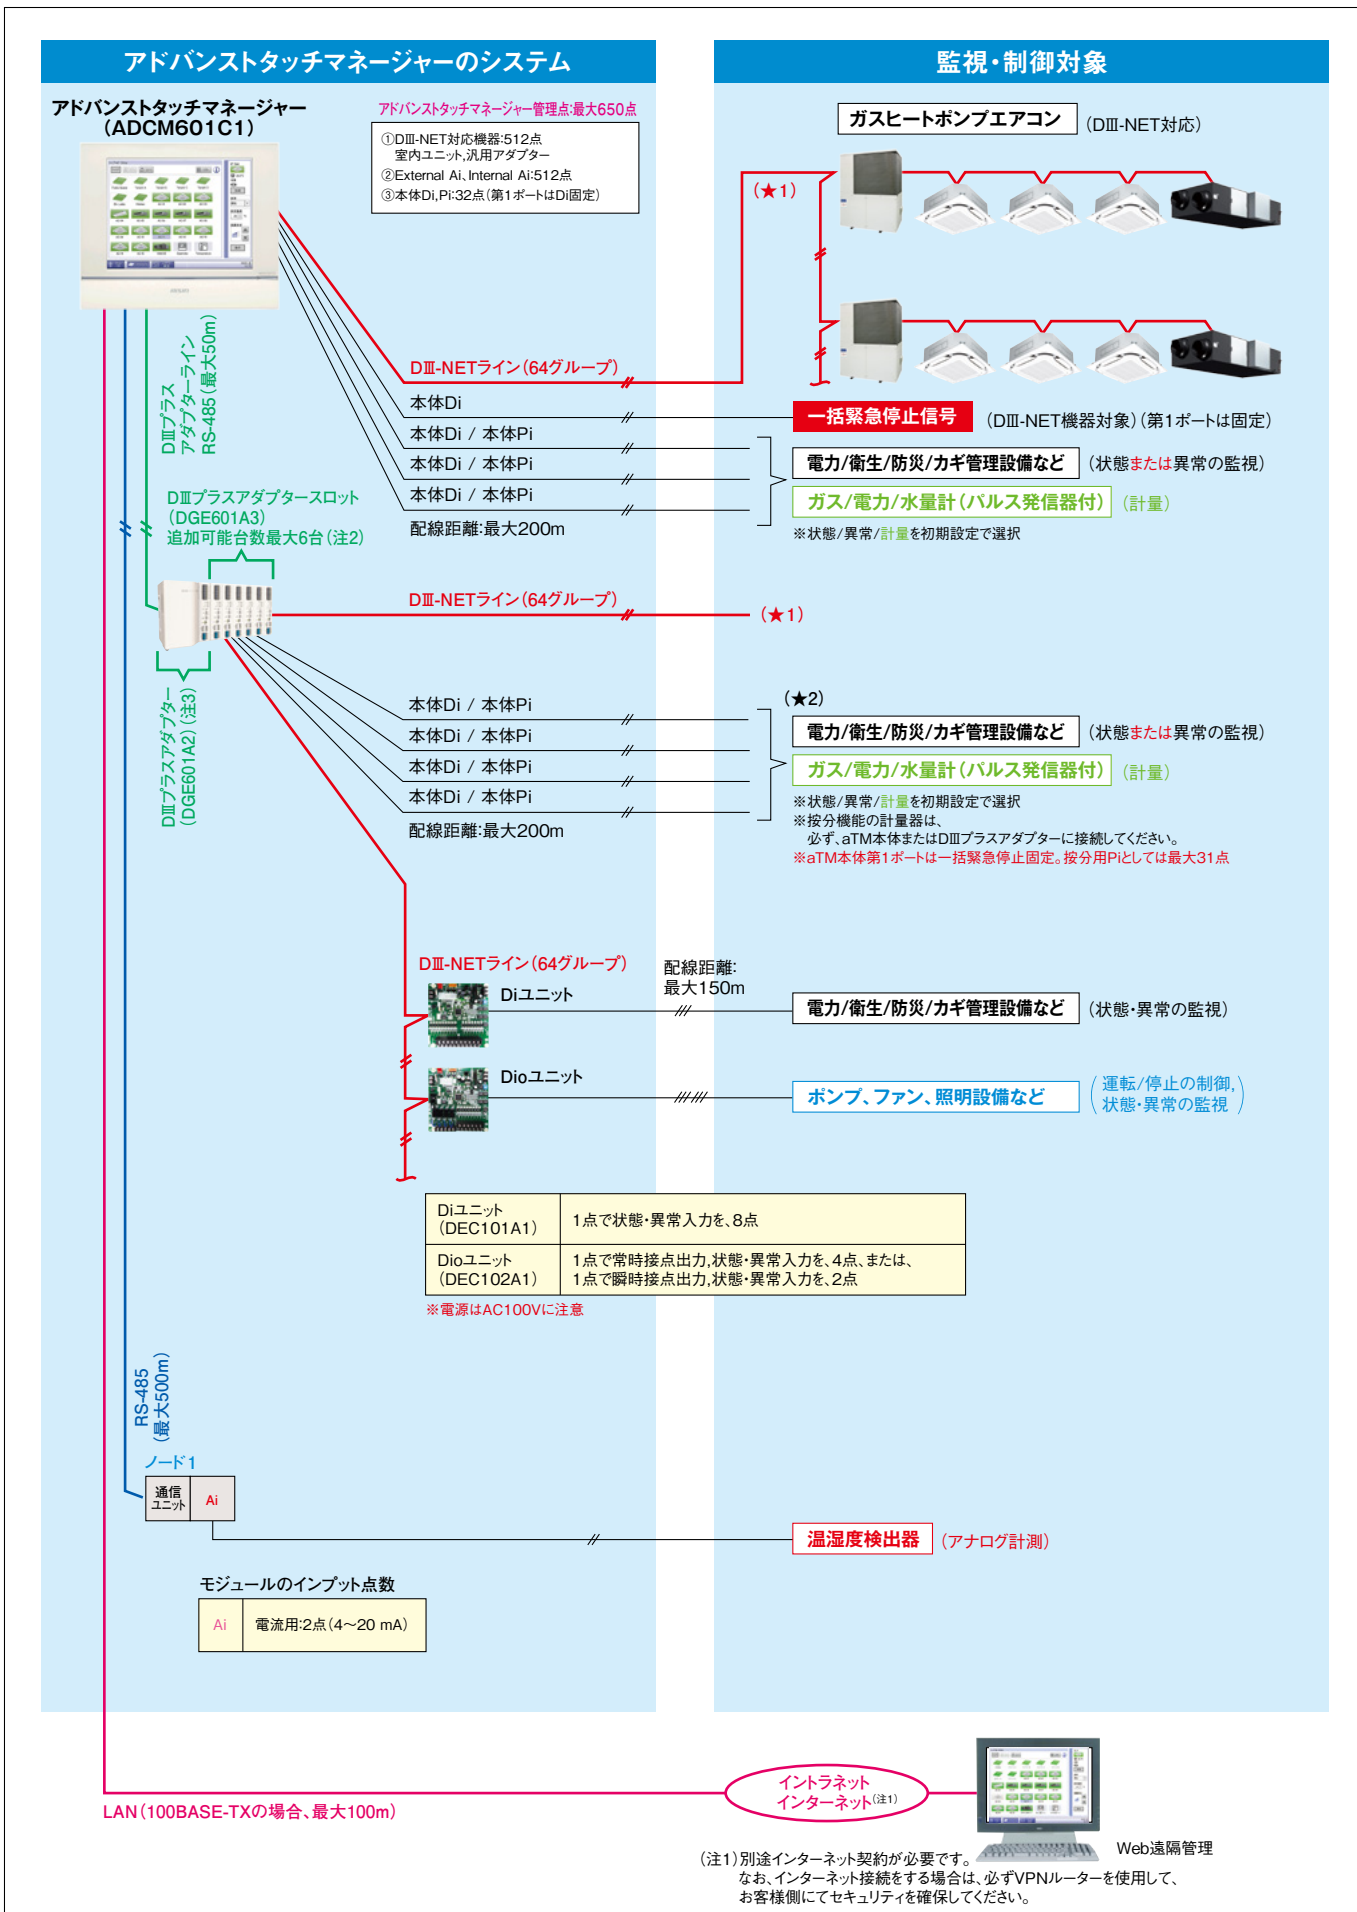 アドバンストタッチマネージャーのシステム
監視・制御対象
アドバンストタッチマネージャー
(ADCM601C1)
アドバンストタッチマネージャー管理点:最大650点
①DⅢ-NET対応機器:512点
室内ユニット,汎用アダプター
②External Ai、Internal Ai:512点
③本体Di,Pi:32点(第1ポートはDi固定)
ガスヒートポンプエアコン (DⅢ-NET対応)
(★1)
DⅢプラス
アダプターライン
RS-485(最大50m)
DⅢ-NETライン(64グループ)
本体Di
一括緊急停止信号 (DⅢ-NET機器対象)(第1ポートは固定)
本体Di / 本体Pi
本体Di / 本体Pi
本体Di / 本体Pi
配線距離:最大200m
電力/衛生/防災/カギ管理設備など (状態または異常の監視)
ガス/電力/水量計(パルス発信器付) (計量)
※状態/異常/計量を初期設定で選択
DⅢプラスアダプタースロット
(DGE601A3)
追加可能台数最大6台(注2)
DⅢ-NETライン(64グループ)
(★1)
DⅢプラスアダプター
(DGE601A2)(注3)
本体Di / 本体Pi
本体Di / 本体Pi
本体Di / 本体Pi
本体Di / 本体Pi
配線距離:最大200m
(★2)
電力/衛生/防災/カギ管理設備など (状態または異常の監視)
ガス/電力/水量計(パルス発信器付) (計量)
※状態/異常/計量を初期設定で選択
※按分機能の計量器は、
必ず、aTM本体またはDⅢプラスアダプターに接続してください。
※aTM本体第1ポートは一括緊急停止固定。按分用Piとしては最大31点
DⅢ-NETライン(64グループ)
Diユニット
配線距離:
最大150m
電力/衛生/防災/カギ管理設備など (状態・異常の監視)
Dioユニット
ポンプ、ファン、照明設備など
(運転/停止の制御,
状態・異常の監視)
Diユニット
(DEC101A1)
1点で状態・異常入力を、8点
Dioユニット
(DEC102A1)
1点で常時接点出力,状態・異常入力を、4点、または、
1点で瞬時接点出力,状態・異常入力を、2点
※電源はAC100Vに注意
RS-485
(最大500m)
ノード1
通信
ユニット
Ai
温湿度検出器 (アナログ計測)
モジュールのインプット点数
Ai 電流用:2点(4〜20 mA)
イントラネット
インターネット(注1)
LAN(100BASE-TXの場合、最大100m)
Web遠隔管理
(注1)別途インターネット契約が必要です。
なお、インターネット接続をする場合は、必ずVPNルーターを使用して、
お客様側にてセキュリティを確保してください。